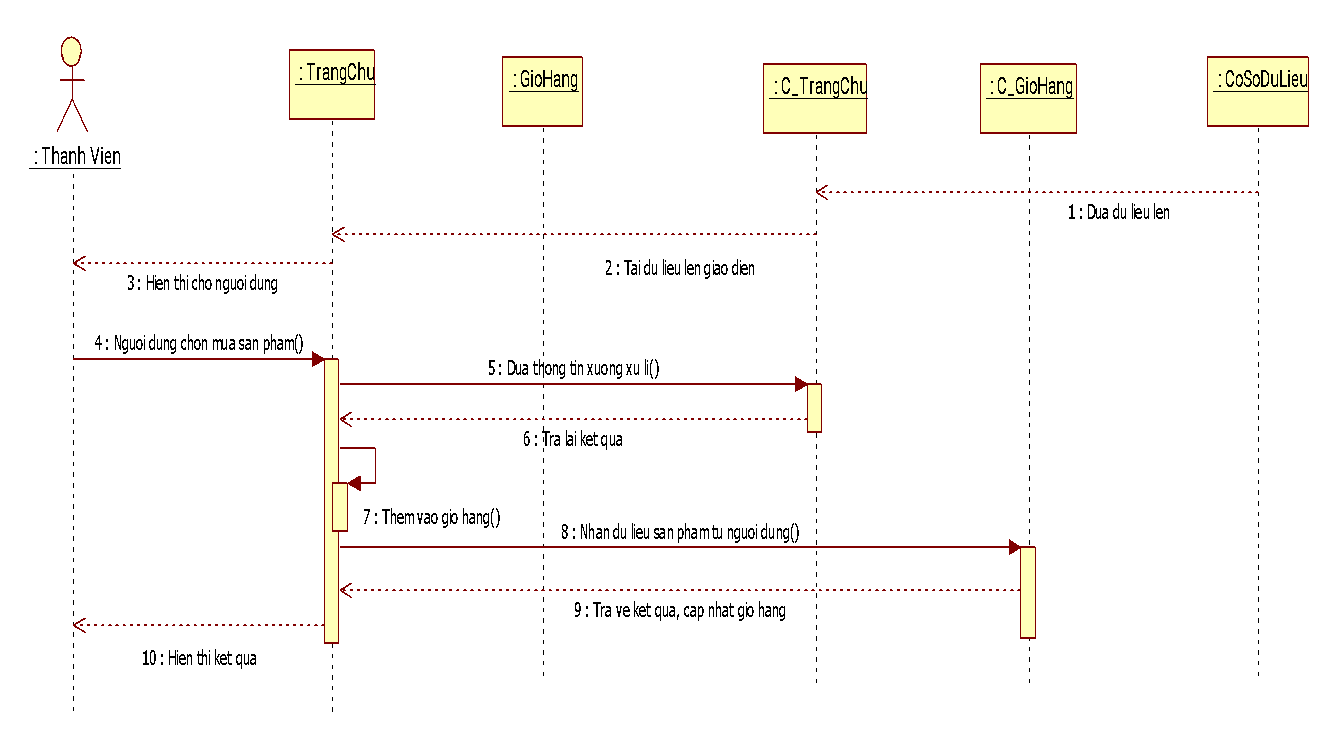 : Thanh Vien
: TrangChu
: GioHang
: C_TrangChu
: C_GioHang
: CoSoDuLieu
1 : Dua du lieu len
2 : Tai du lieu len giao dien
3 : Hien thi cho nguoi dung
4 : Nguoi dung chon mua san pham()
5 : Dua thong tin xuong xu li()
6 : Tra lai ket qua
7 : Them vao gio hang()
8 : Nhan du lieu san pham tu nguoi dung()
9 : Tra ve ket qua, cap nhat gio hang
10 : Hien thi ket qua